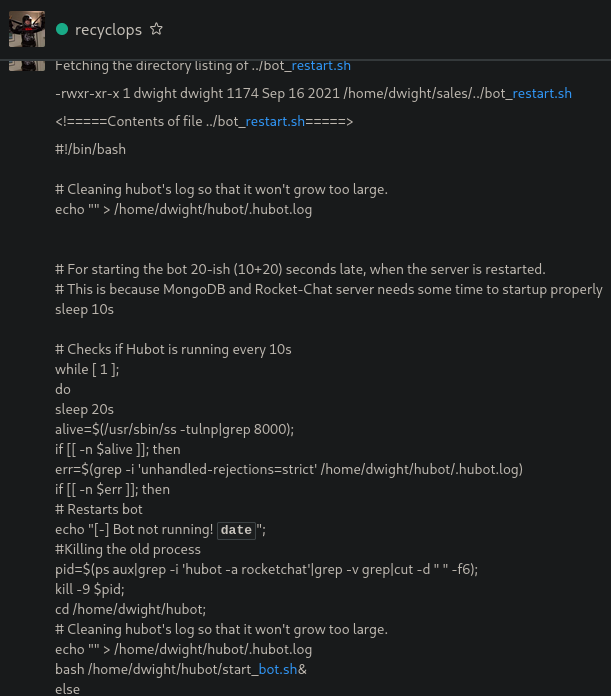 recyclops
Fetching the directory listing of ../bot_restart.sh
-rwxr-xr-x 1 dwight dwight 1174 Sep 16 2021 /home/dwight/sales/../bot_restart.sh
<!=====Contents of file ../bot_restart.sh=====>
#!/bin/bash
# Cleaning hubot's log so that it won't grow too large.
echo "" > /home/dwight/hubot/.hubot.log
# For starting the bot 20-ish (10+20) seconds late, when the server is restarted.
# This is because MongoDB and Rocket-Chat server needs some time to startup properly
sleep 10s
# Checks if Hubot is running every 10s
while [ 1 ];
do
sleep 20s
alive=$(/usr/sbin/ss -tulnp|grep 8000);
if [[ -n $alive ]]; then
err=$(grep -i 'unhandled-rejections=strict' /home/dwight/hubot/.hubot.log)
if [[ -n $err ]]; then
# Restarts bot
echo "[-] Bot not running! date";
#Killing the old process
pid=$(ps aux|grep -i 'hubot -a rocketchat'|grep -v grep|cut -d " " -f6);
kill -9 $pid;
cd /home/dwight/hubot;
# Cleaning hubot's log so that it won't grow too large.
echo "" > /home/dwight/hubot/.hubot.log
bash /home/dwight/hubot/start_bot.sh&
else